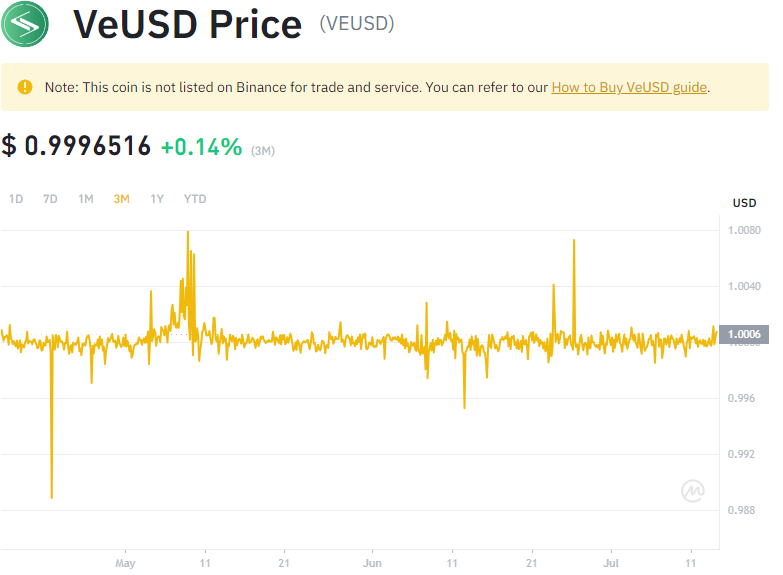 VeUSD Price (VEUSD)
Note: This coin is not listed on Binance for trade and service. You can refer to our How to Buy VeUSD guide.
$ 0.9996516 +0.14% (3M)
1D 7D 1M 3M 1Y YTD
USD
1.0080
1.0040
1.0006
0.996
0.992
0.988
May 11 21 Jun 11 21 Jul 11